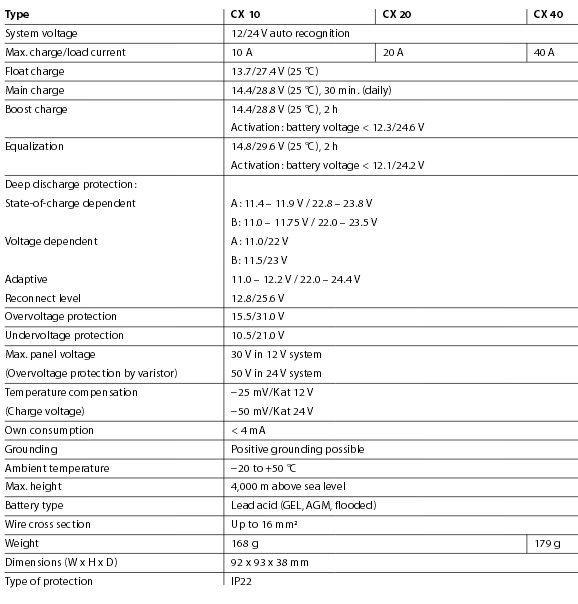 Type CX 10 CX 20 CX 40
System voltage 12/24 V auto recognition
Max. charge/load current 10 A 20 A 40 A
Float charge 13.7/27.4 V (25 °C)
Main charge 14.4/28.8 V (25 °C), 30 min. (daily)
Boost charge 14.4/28.8 V (25 °C), 2 h
Activation: battery voltage < 12.3/24.6 V
Equalization 14.8/29.6 V (25 °C), 2 h
Activation: battery voltage < 12.1/24.2 V
Deep discharge protection:
State-of-charge dependent A: 11.4 – 11.9 V / 22.8 – 23.8 V
B: 11.0 – 11.75 V / 22.0 – 23.5 V
Voltage dependent A: 11.0/22 V
B: 11.5/23 V
Adaptive 11.0 – 12.2 V / 22.0 – 24.4 V
Reconnect level 12.8/25.6 V
Overvoltage protection 15.5/31.0 V
Undervoltage protection 10.5/21.0 V
Max. panel voltage 30 V in 12 V system
(Overvoltage protection by varistor) 50 V in 24 V system
Temperature compensation −25 mV/K at 12 V
(Charge voltage) −50 mV/K at 24 V
Own consumption < 4 mA
Grounding Positive grounding possible
Ambient temperature −20 to +50 °C
Max. height 4,000 m above sea level
Battery type Lead acid (GEL, AGM, flooded)
Wire cross section Up to 16 mm²
Weight 168 g 179 g
Dimensions (W x H x D) 92 x 93 x 38 mm
Type of protection IP22